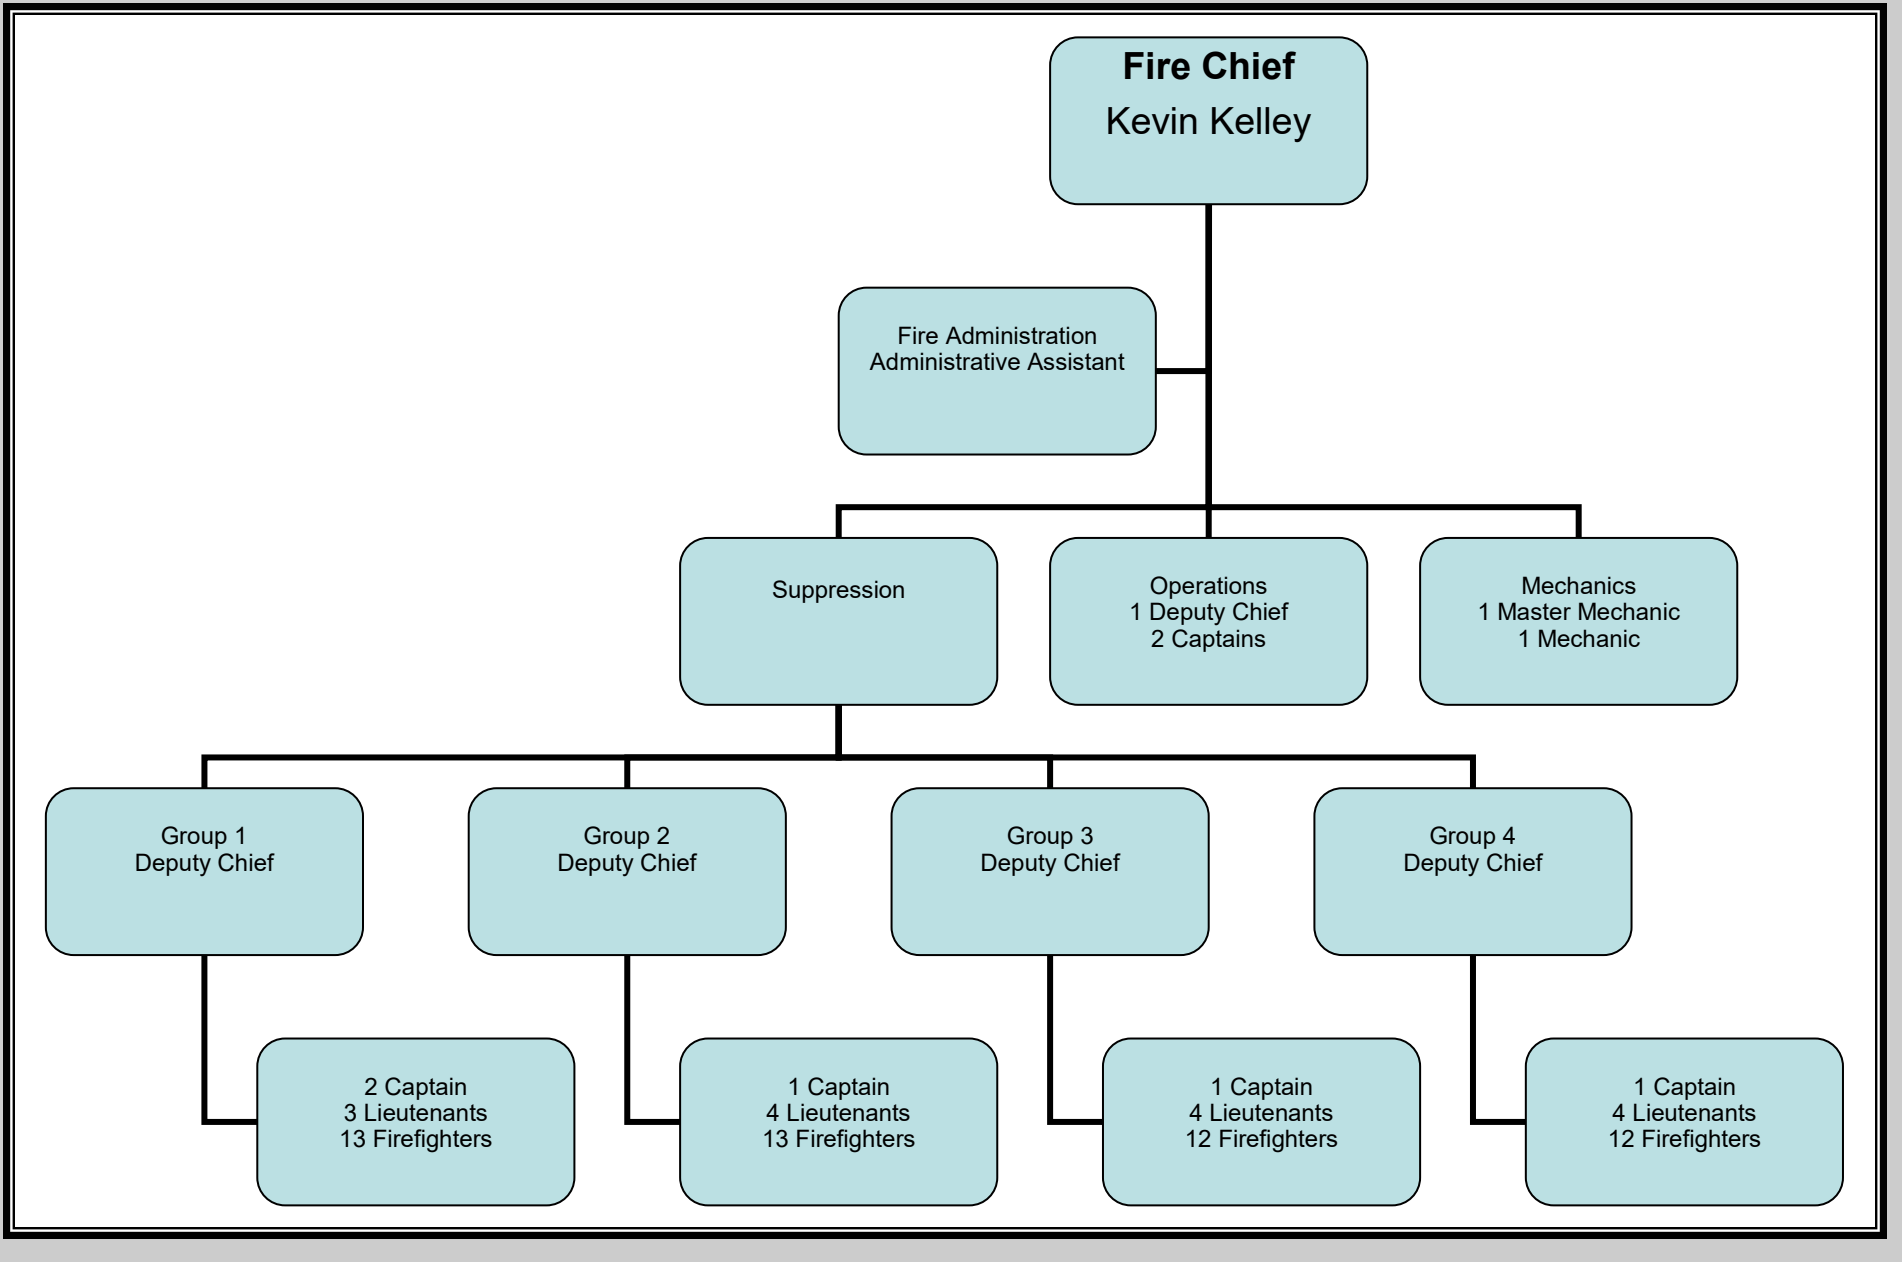 Fire Chief
Kevin Kelley
Fire Administration
Administrative Assistant
Suppression
Operations
1 Deputy Chief
2 Captains
Mechanics
1 Master Mechanic
1 Mechanic
Group 1
Deputy Chief
Group 2
Deputy Chief
Group 3
Deputy Chief
Group 4
Deputy Chief
2 Captain
3 Lieutenants
13 Firefighters
1 Captain
4 Lieutenants
13 Firefighters
1 Captain
4 Lieutenants
12 Firefighters
1 Captain
4 Lieutenants
12 Firefighters